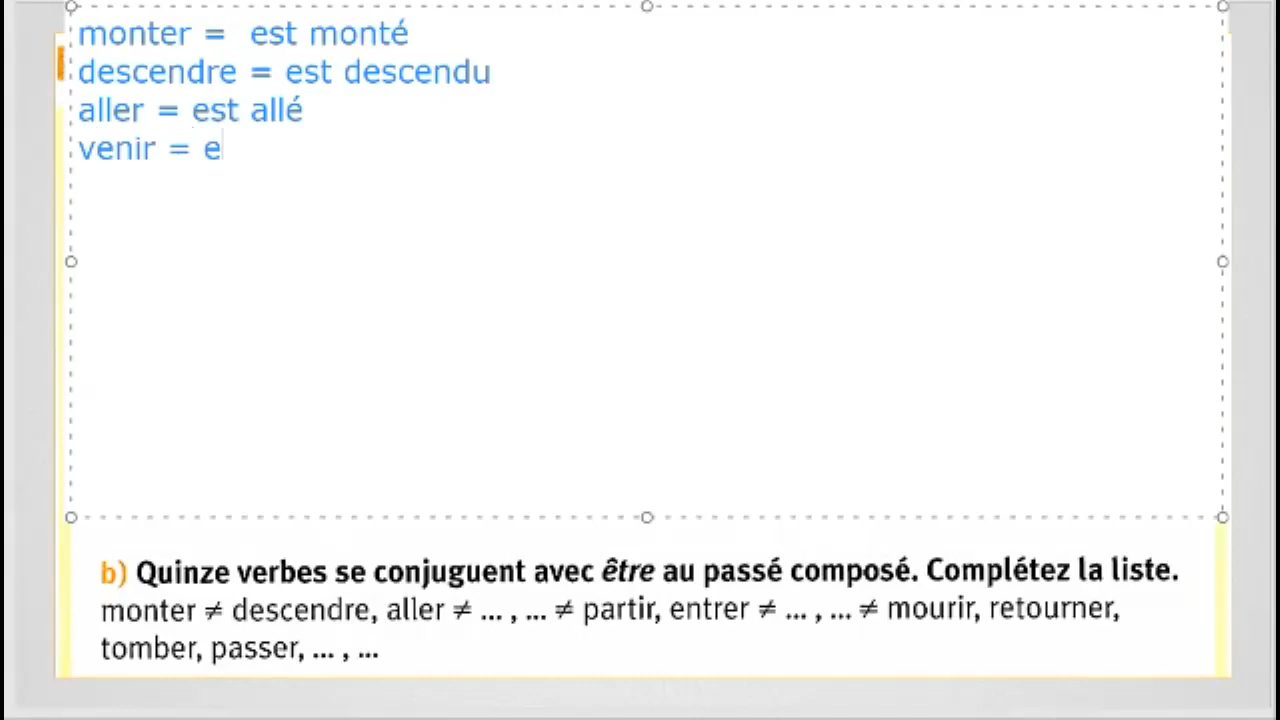 monter =  est monté
descendre = est descendu
aller = est allé
venir = e
b) Quinze verbes se conjuguent avec être au passé composé. Complétez la liste.
monter ≠ descendre, aller ≠ ... , ... ≠ partir, entrer ≠ ... , ... ≠ mourir, retourner,
tomber, passer, ... , ...